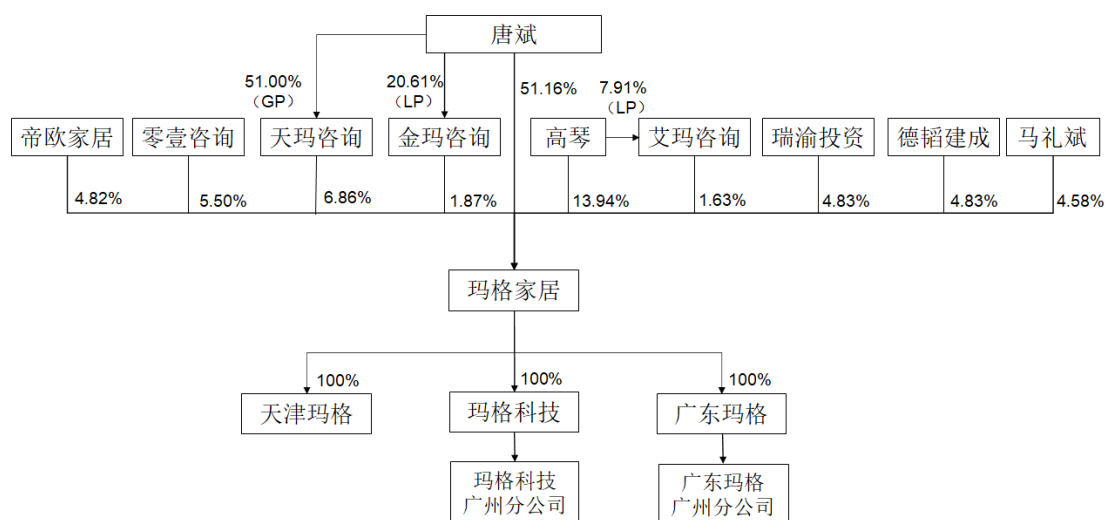 唐斌
51.00%
（GP）
20.61%
（LP）
51.16%
7.91%
（LP）
帝欧家居
零壹咨询
天玛咨询
金玛咨询
高琴
艾玛咨询
瑞渝投资
德韬建成
马礼斌
4.82%
5.50%
6.86%
1.87%
13.94%
1.63%
4.83%
4.83%
4.58%
玛格家居
100%
100%
100%
天津玛格
玛格科技
广东玛格
玛格科技
广州分公司
广东玛格
广州分公司